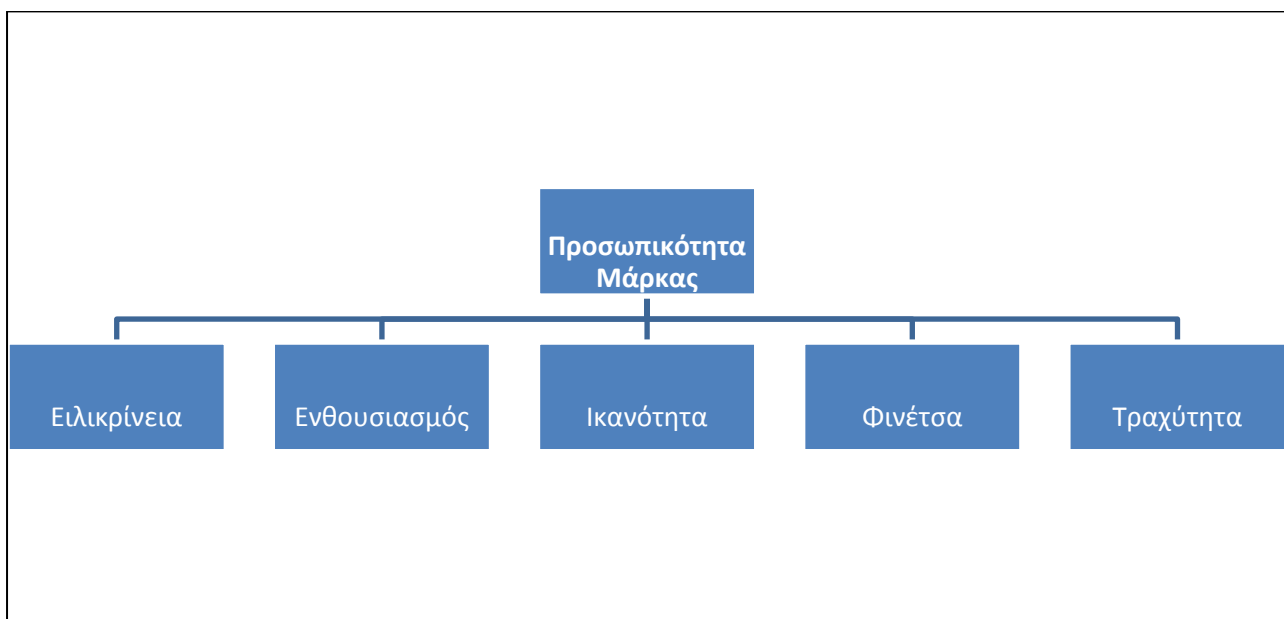 Προσωπικότητα
Μάρκας
Ειλικρίνεια
Ενθουσιασμός
Ικανότητα
Φινέτσα
Τραχύτητα